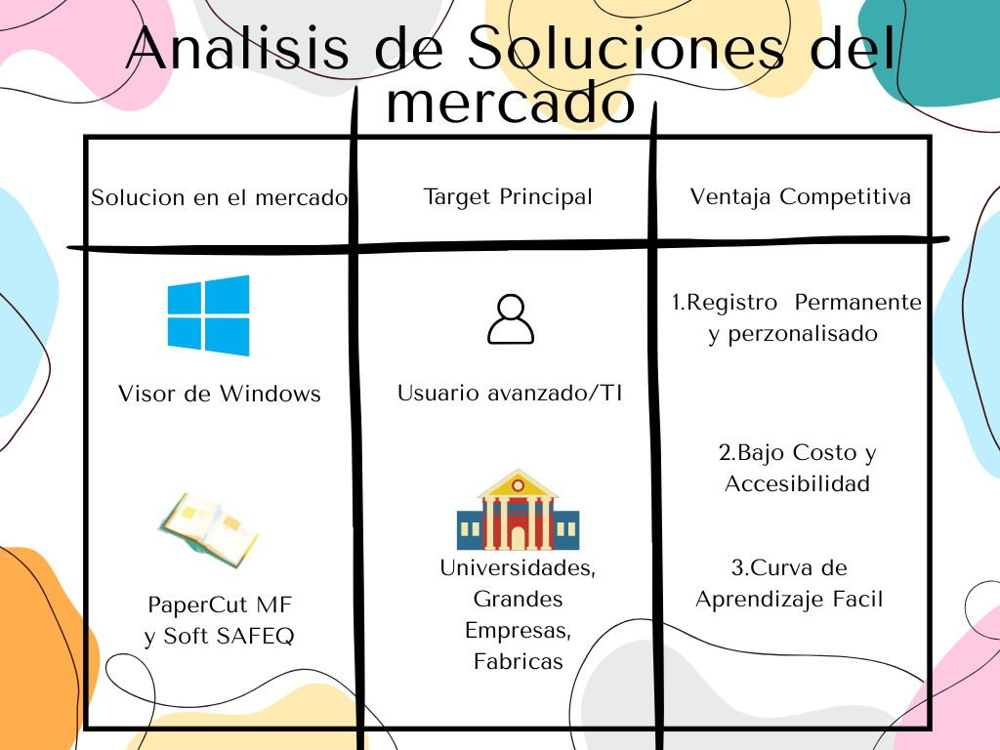 Analisis de Soluciones del
mercado
Solucion en el mercado
Target Principal
Ventaja Competitiva
Visor de Windows
Usuario avanzado/TI
1.Registro  Permanente
y perzonalisado
2.Bajo Costo y
Accesibilidad
PaperCut MF
y Soft SAFEQ
Universidades,
Grandes
Empresas,
Fabricas
3.Curva de
Aprendizaje Facil